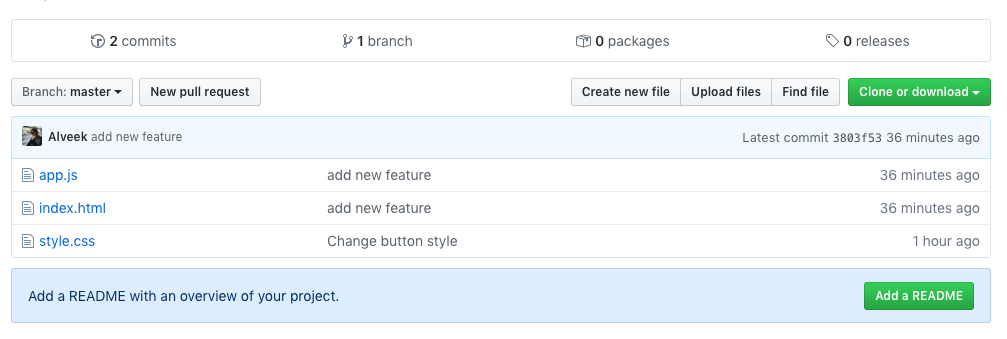 2 commits 1 branch 0 packages 0 releases
Branch: master New pull request Create new file Upload files Find file Clone or download
Alveek add new feature Latest commit 3803f53 36 minutes ago
app.js add new feature 36 minutes ago
index.html add new feature 36 minutes ago
style.css Change button style 1 hour ago
Add a README with an overview of your project. Add a README